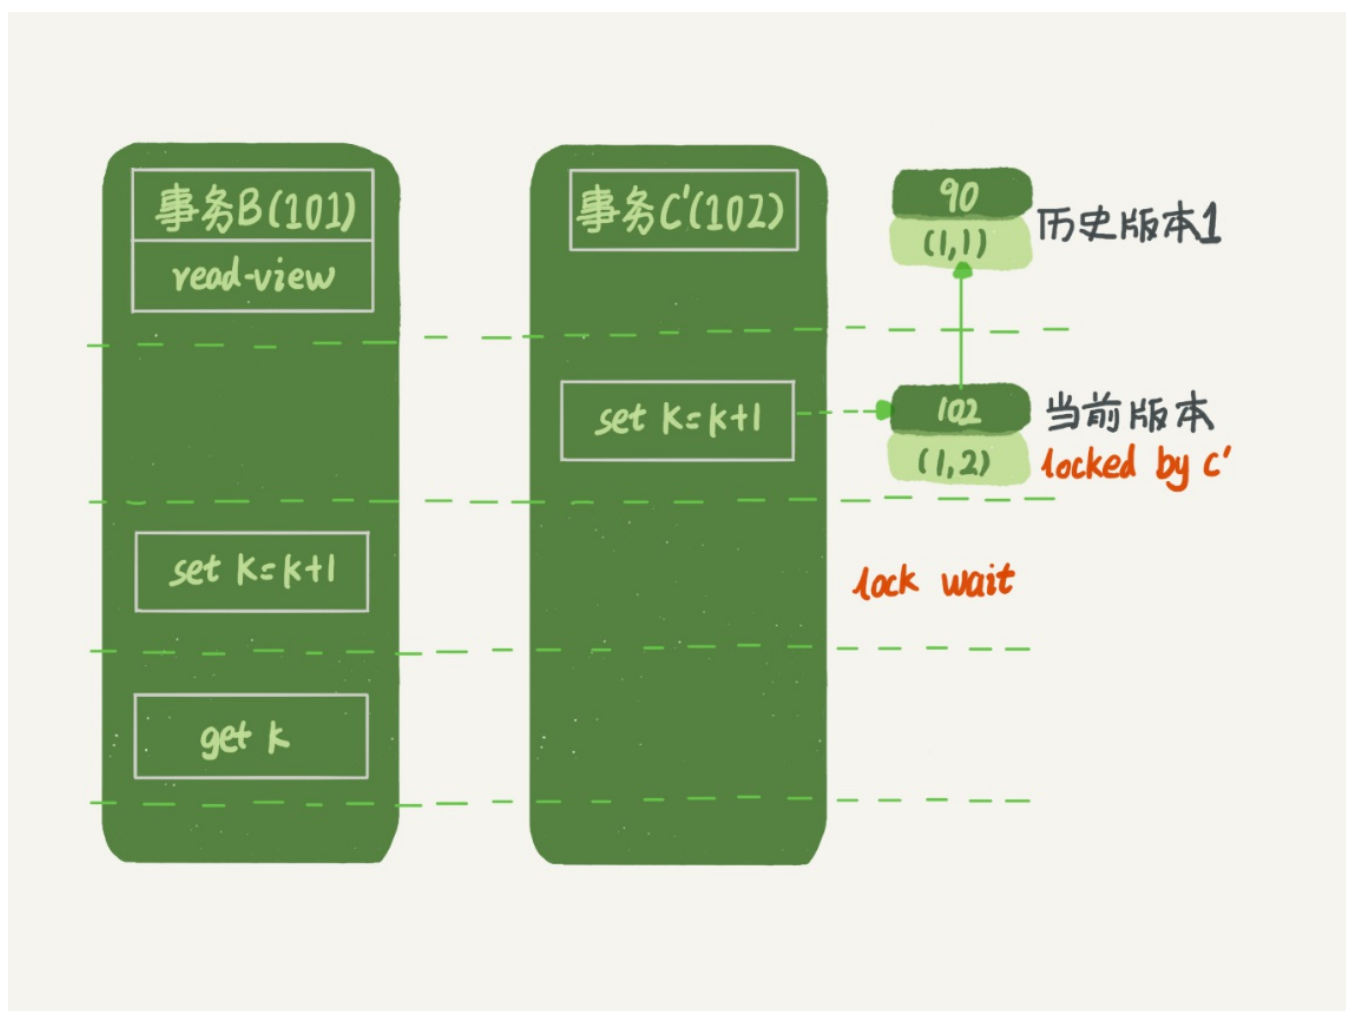 事务B(101)
read-view
事务C'(102)
90
(1,1)
历史版本1
set k=k+1
102
(1,2)
当前版本
locked by c'
set k=k+1
lock wait
get k